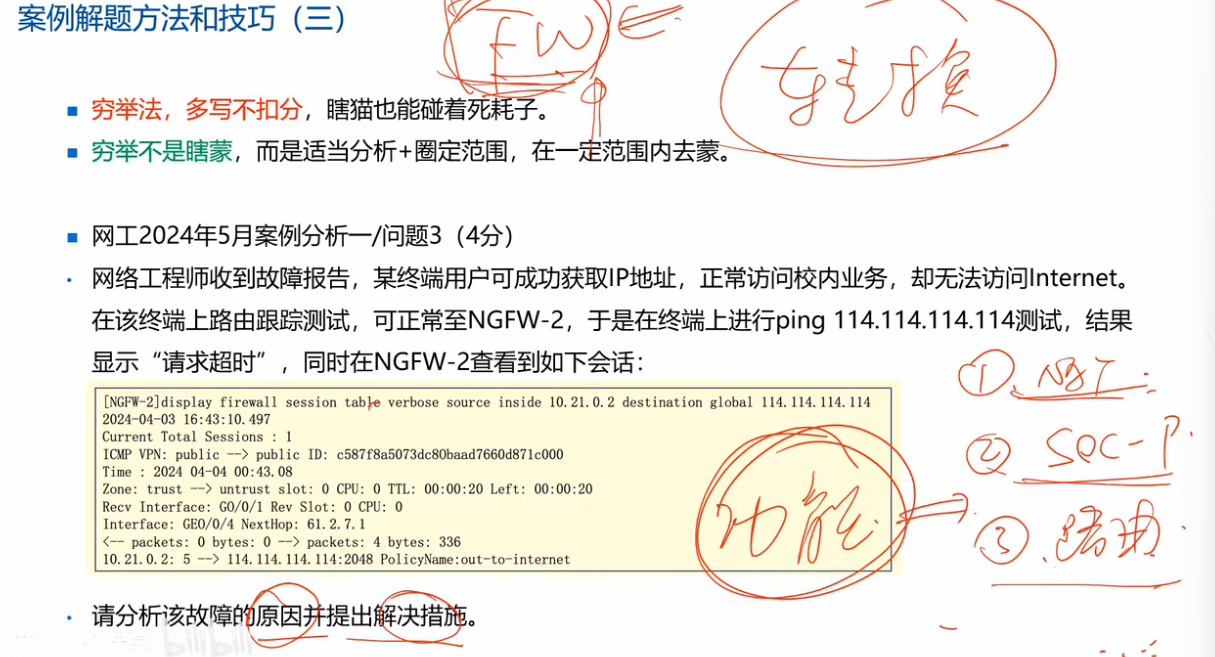 案例解题方法和技巧（三）
FW
转换
穷举法，多写不扣分，瞎猫也能碰着死耗子。
穷举不是瞎蒙，而是适当分析+圈定范围，在一定范围内去蒙。
网工2024年5月案例分析一/问题3（4分）
网络工程师收到故障报告，某终端用户可成功获取IP地址，正常访问校内业务，却无法访问Internet。
在该终端上路由跟踪测试，可正常至NGFW-2，于是在终端上进行ping 114.114.114.114测试，结果
显示“请求超时”，同时在NGFW-2查看到如下会话：
[NGFW-2]display firewall session table verbose source inside 10.21.0.2 destination global 114.114.114.114
2024-04-03 16:43:10.497
Current Total Sessions : 1
ICMP VPN: public --> public ID: c587f8a5073dc80baad7660d871c000
Time : 2024 04-04 00:43.08
Zone: trust --> untrust slot: 0 CPU: 0 TTL: 00:00:20 Left: 00:00:20
Recv Interface: GO/0/1 Rev Slot: 0 CPU: 0
Interface: GEO/0/4 NextHop: 61.2.7.1
<-- packets: 0 bytes: 0 --> packets: 4 bytes: 336
10.21.0.2: 5 --> 114.114.114.114:2048 PolicyName:out-to-internet
功能
① NAT
② SEC-P
③ 路由
请分析该故障的原因并提出解决措施。
bilibili